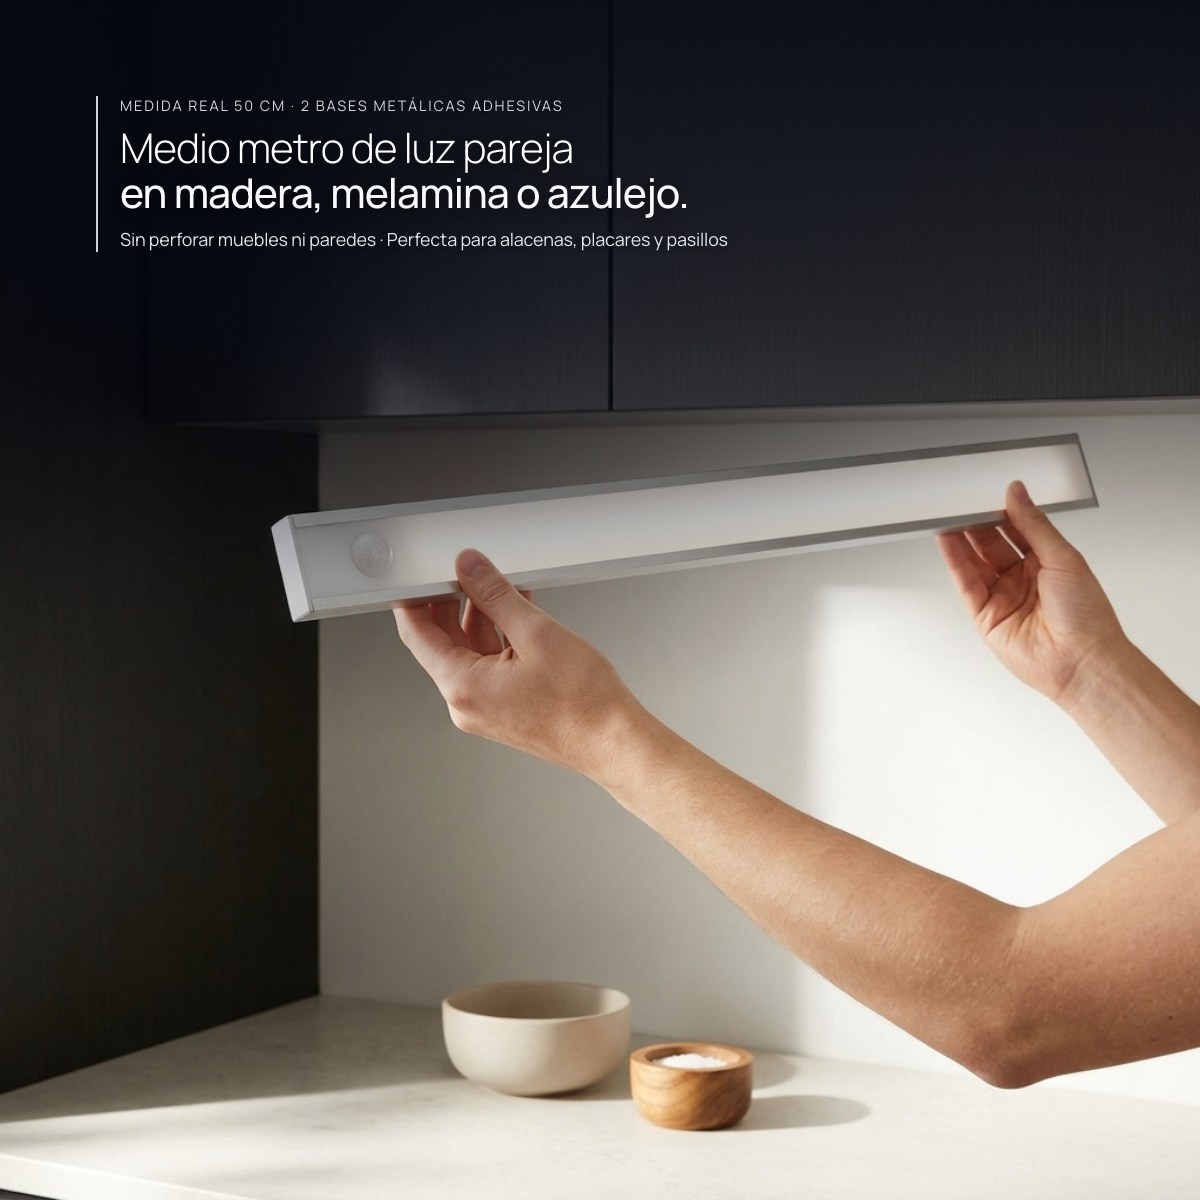 MEDIDA REAL 50 CM · 2 BASES METÁLICAS ADHESIVAS
Medio metro de luz pareja
en madera, melamina o azulejo.
Sin perforar muebles ni paredes · Perfecta para alacenas, placares y pasillos